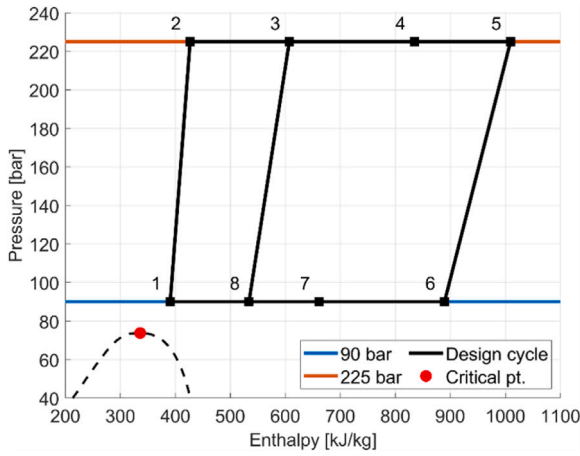 240
220
200
180
160
140
120
100
80
60
40
Pressure [bar]
2 3 4 5
1 8 7 6
90 bar
225 bar
Design cycle
Critical pt.
200 300 400 500 600 700 800 900 1000 1100
Enthalpy [kJ/kg]